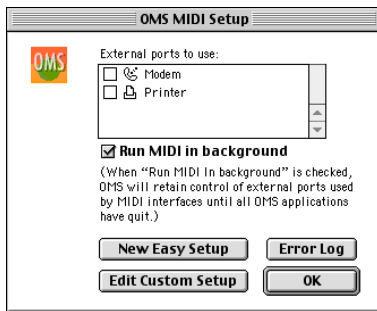 OMS MIDI Setup
OMS
External ports to use:
Modem
Printer
Run MIDI in background
(When “Run MIDI In background” is checked,
OMS will retain control of external ports used
by MIDI interfaces until all OMS applications
have quit.)
New Easy Setup
Error Log
Edit Custom Setup
OK